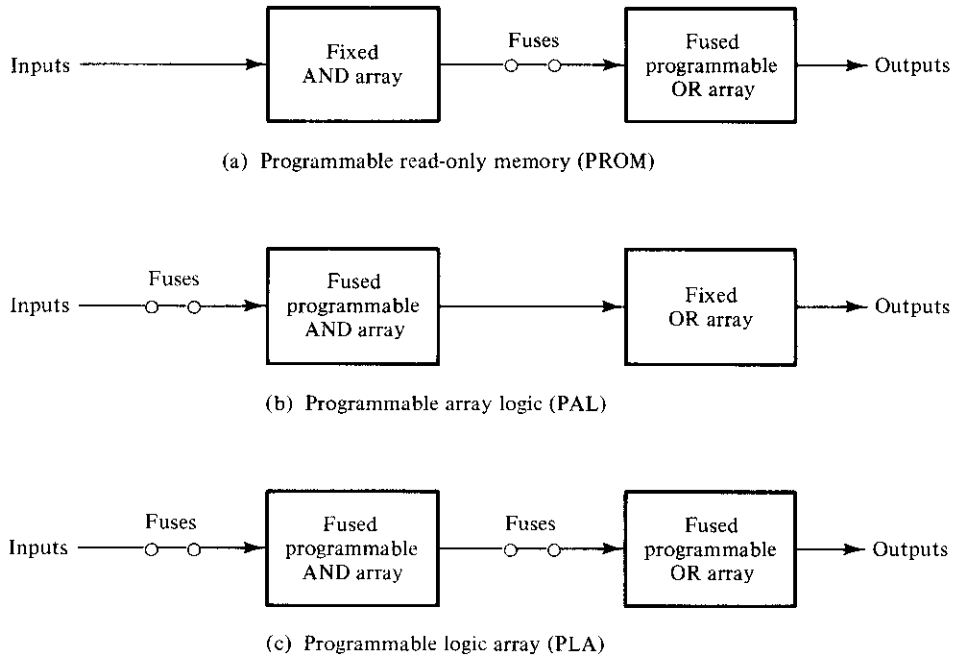 Inputs
Fixed
AND array
Fuses
Fused
programmable
OR array
Outputs
(a) Programmable read-only memory (PROM)
Inputs
Fuses
Fused
programmable
AND array
Fixed
OR array
Outputs
(b) Programmable array logic (PAL)
Inputs
Fuses
Fused
programmable
AND array
Fuses
Fused
programmable
OR array
Outputs
(c) Programmable logic array (PLA)